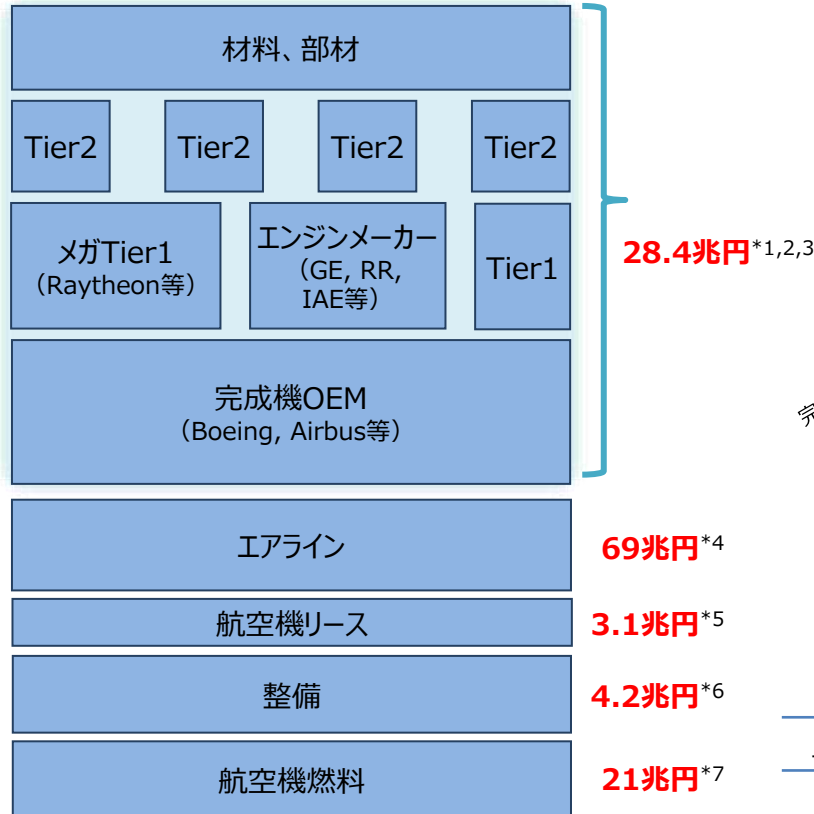 材料、部材
Tier2 Tier2 Tier2 Tier2
メガTier1
（Raytheon等）
エンジンメーカー
（GE, RR,
IAE等）
Tier1
28.4兆円*1,2,3
完成機OEM
（Boeing, Airbus等）
完
エアライン
69兆円*4
航空機リース
3.1兆円*5
整備
4.2兆円*6
航空機燃料
21兆円*7